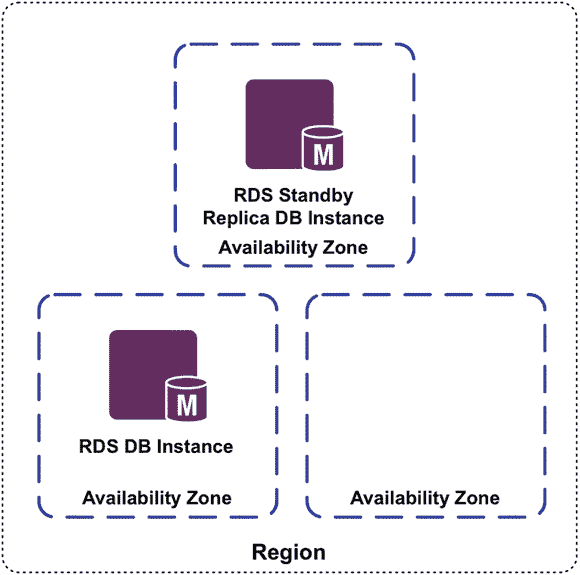 M
RDS Standby
Replica DB Instance
Availability Zone
M
RDS DB Instance
Availability Zone
Availability Zone
Region